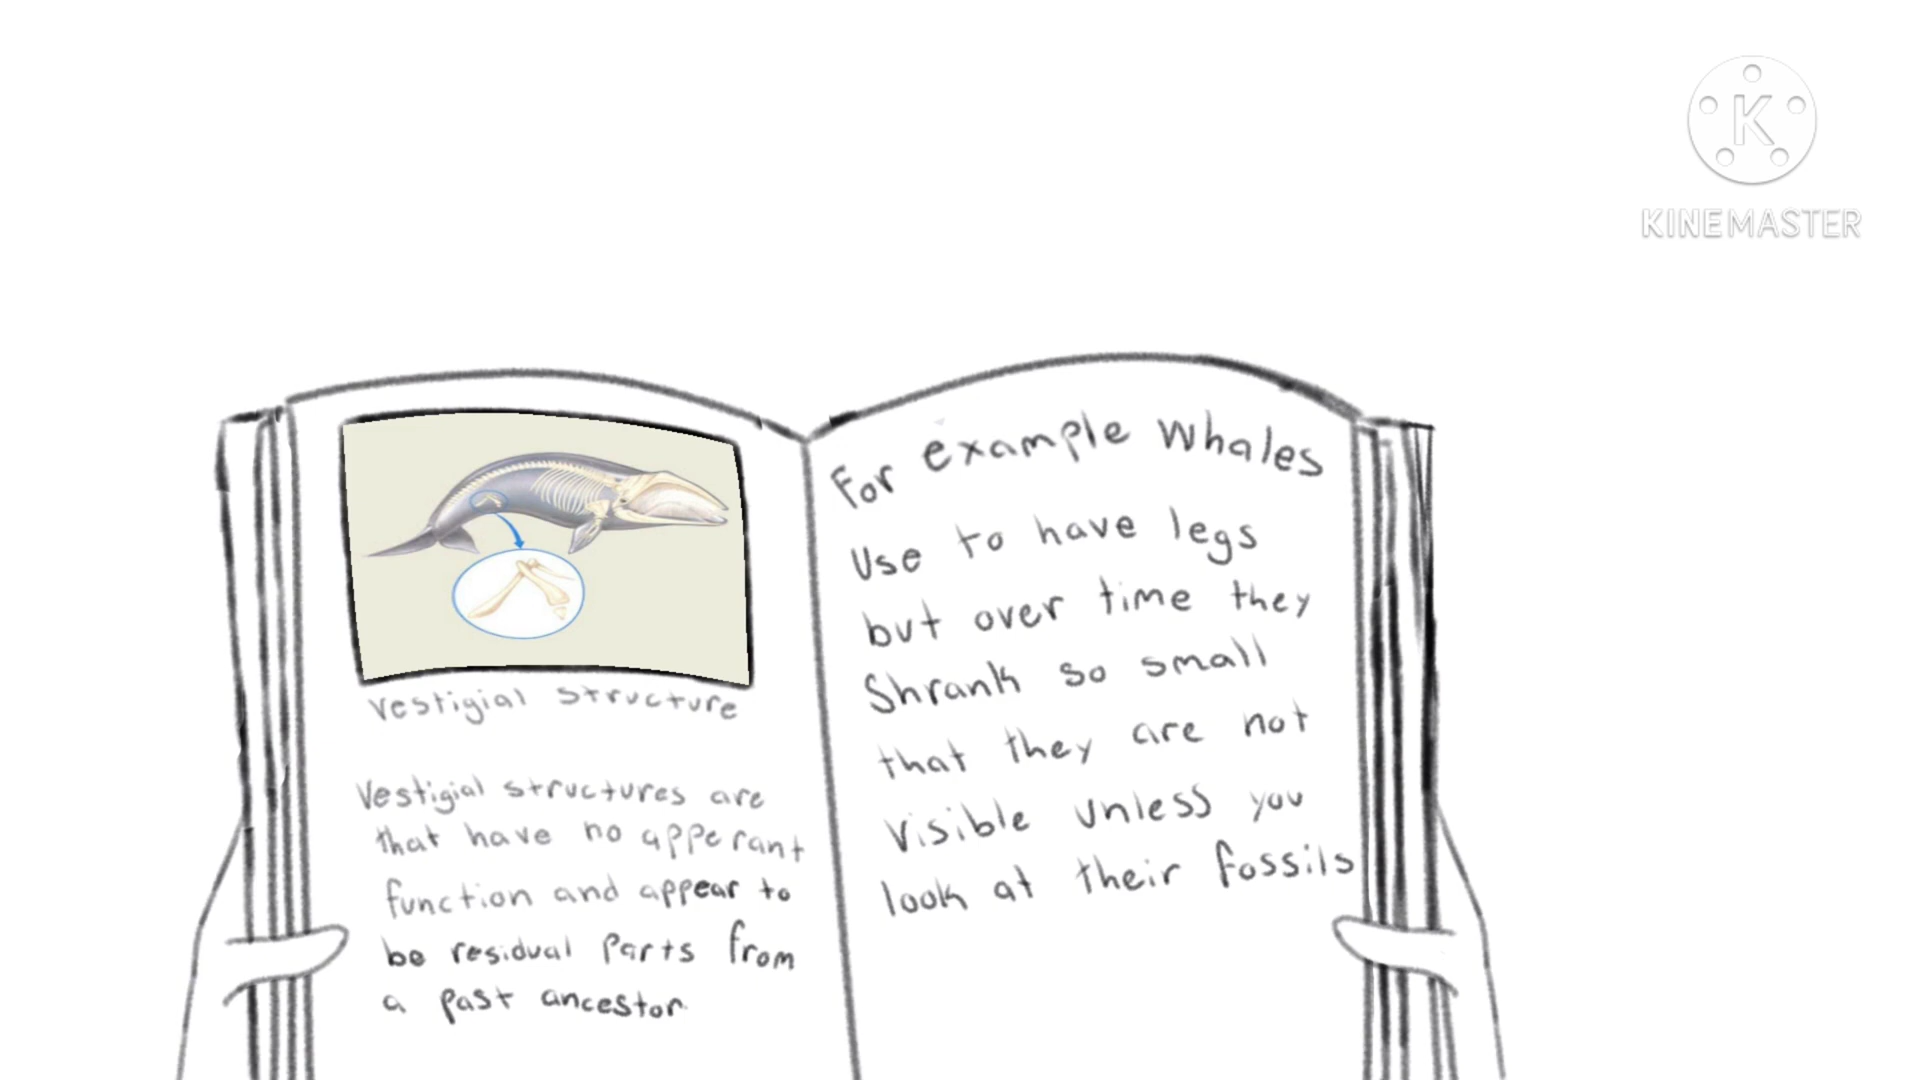 K
KINEMASTER
Vestigial structure
Vestigial structures are
that have no apperant
function and appear to
be residual parts from
a past ancestor.
For example whales
Use to have legs
but over time they
Shrank so small
that they are not
visible unless you
look at their fossils